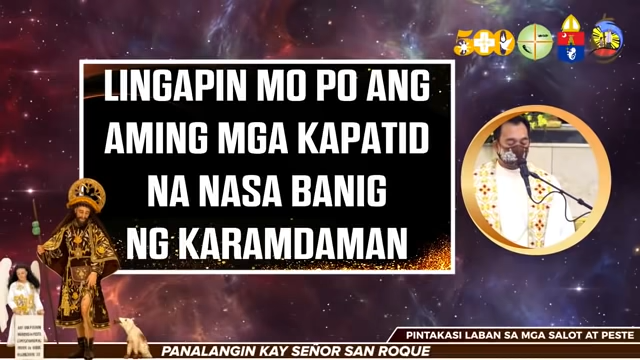 500
LINGAPIN MO PO ANG
AMING MGA KAPATID
NA NASA BANIG
NG KARAMDAMAN
PINTAKASI LABAN SA MGA SALOT AT PESTE
PANALANGIN KAY SEÑOR SAN ROQUE